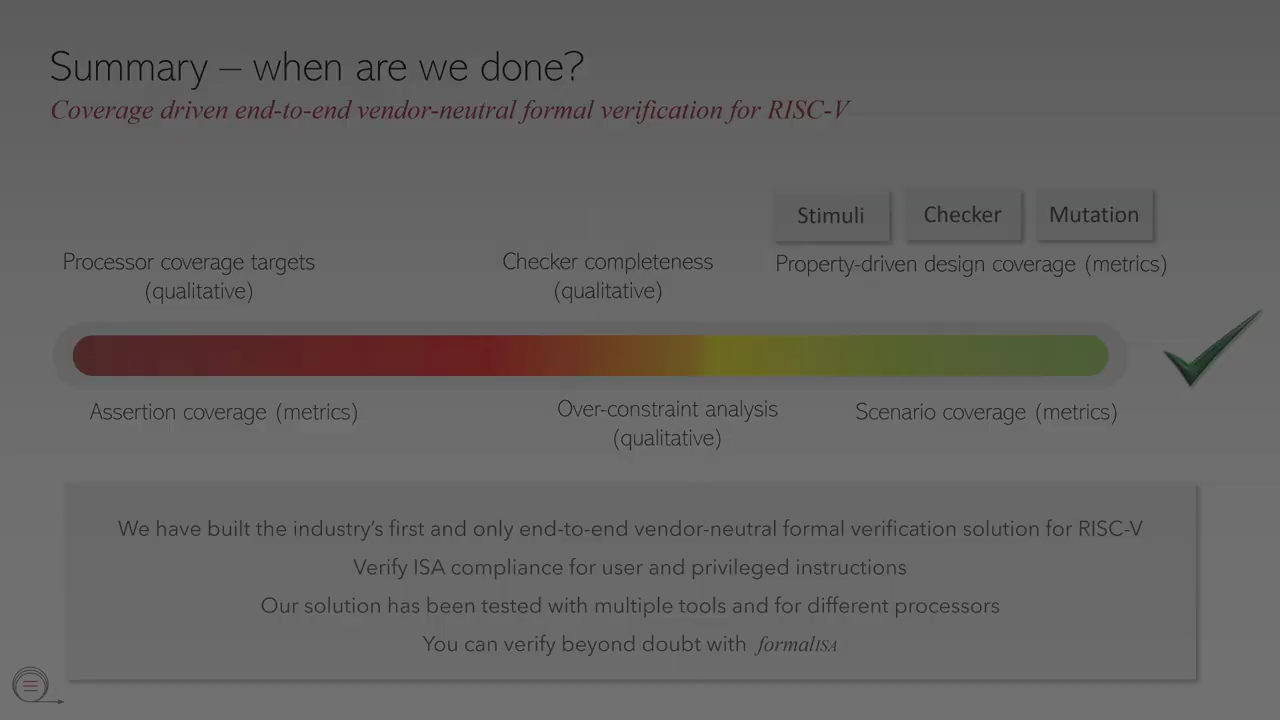 Summary – when are we done?
Coverage driven end-to-end vendor-neutral formal verification for RISC-V
Stimuli
Checker
Mutation
Processor coverage targets
(qualitative)
Checker completeness
(qualitative)
Property-driven design coverage (metrics)
Assertion coverage (metrics)
Over-constraint analysis
(qualitative)
Scenario coverage (metrics)
We have built the industry's first and only end-to-end vendor-neutral formal verification solution for RISC-V
Verify ISA compliance for user and privileged instructions
Our solution has been tested with multiple tools and for different processors
You can verify beyond doubt with formalISA